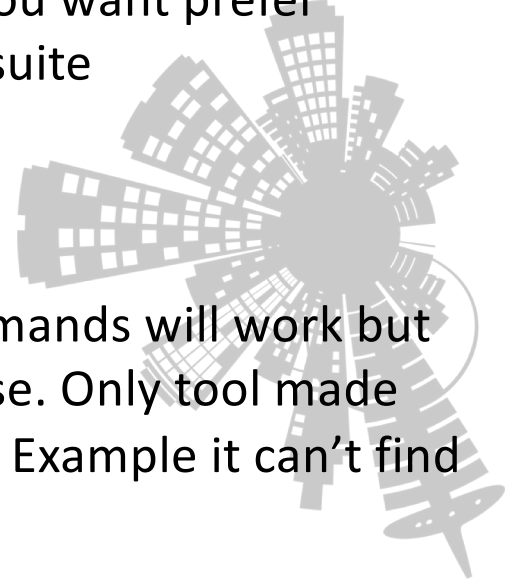 ou want prefer
suite
mands will work but
se. Only tool made
Example it can’t find